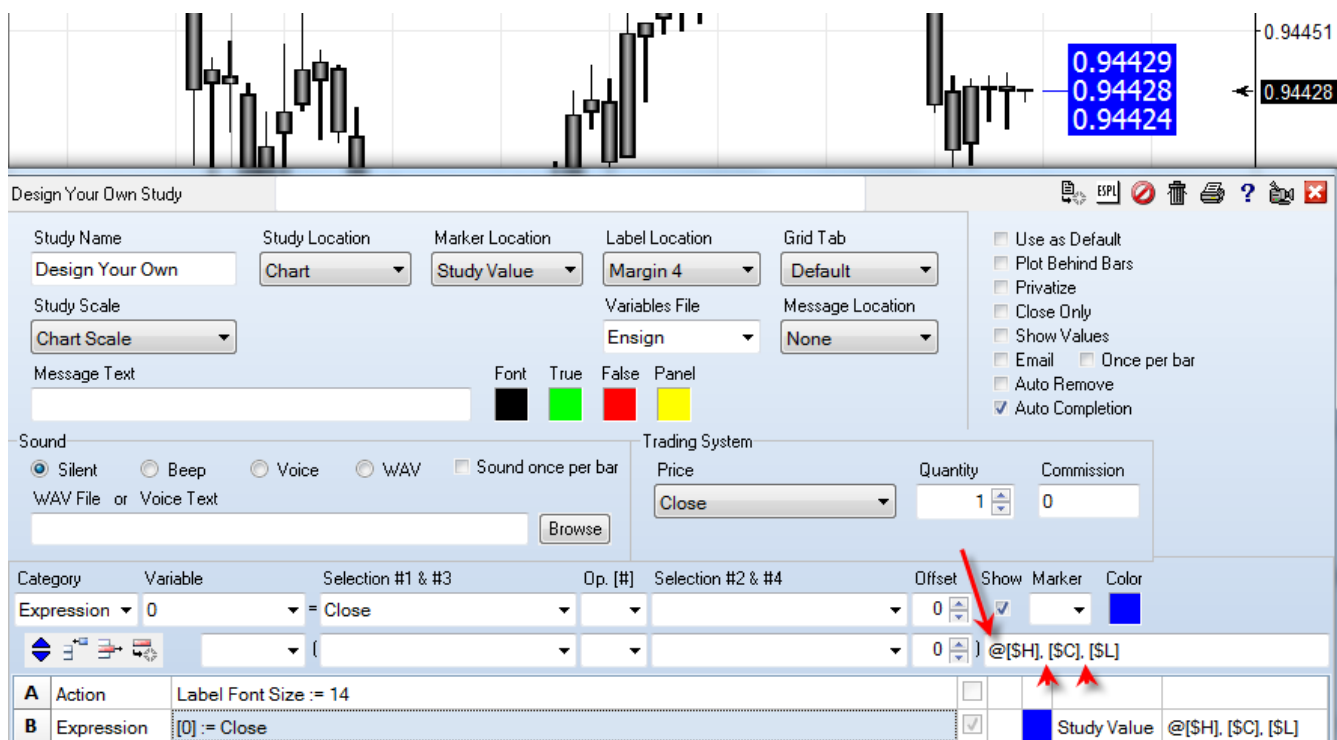 0.94451
0.94429
0.94428
0.94424
0.94428
Design Your Own Study
ESPL
?
Study Name Study Location Marker Location Label Location Grid Tab
Design Your Own Chart Study Value Margin 4 Default
Use as Default
Plot Behind Bars
Privatize
Close Only
Show Values
Email Once per bar
Auto Remove
Auto Completion
Study Scale Variables File Message Location
Chart Scale Ensign None
Message Text Font True False Panel
Sound
Silent Beep Voice WAV Sound once per bar
WAV File or Voice Text
Browse
Trading System
Price Quantity Commission
Close 1 0
Category Variable Selection #1 & #3 Op. [#] Selection #2 & #4 Offset Show Marker Color
Expression 0 = Close 0
( 0 ) @[$H], [$C], [$L]
A Action Label Font Size := 14
B Expression [0] := Close Study Value @[$H], [$C], [$L]